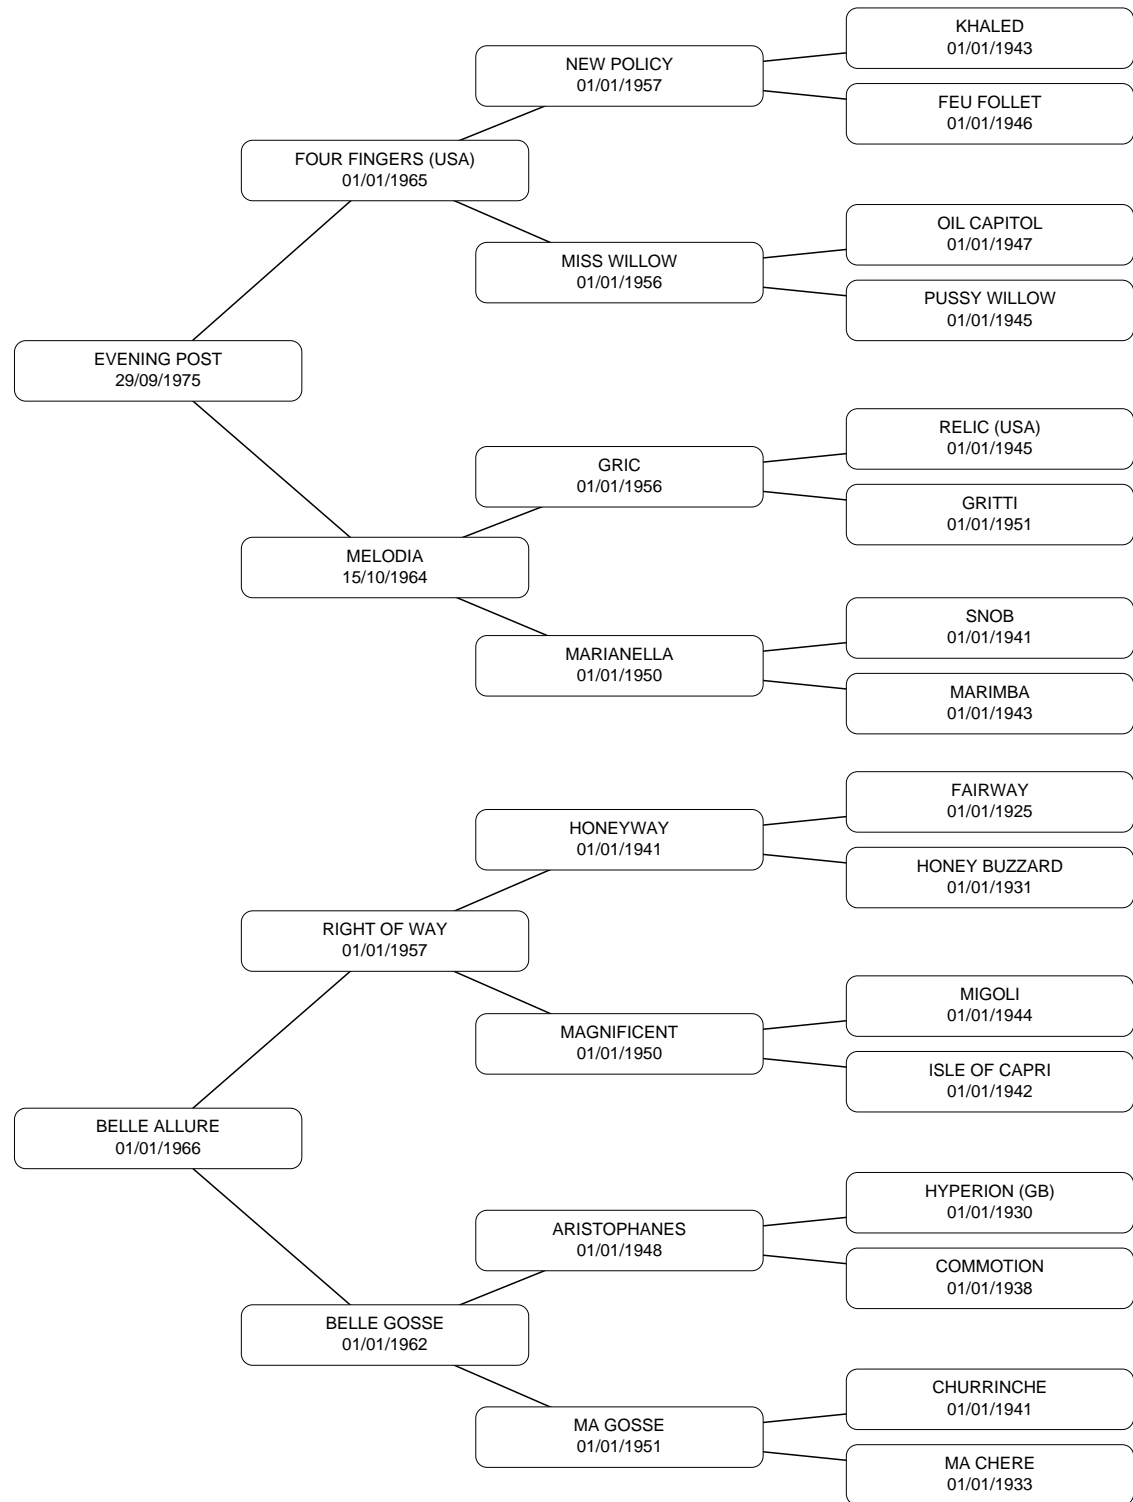 KHALED
01/01/1943
NEW POLICY
01/01/1957
FEU FOLLET
01/01/1946
FOUR FINGERS (USA)
01/01/1965
OIL CAPITOL
01/01/1947
MISS WILLOW
01/01/1956
PUSSY WILLOW
01/01/1945
EVENING POST
29/09/1975
RELIC (USA)
01/01/1945
GRIC
01/01/1956
GRITTI
01/01/1951
MELODIA
15/10/1964
SNOB
01/01/1941
MARIANELLA
01/01/1950
MARIMBA
01/01/1943
FAIRWAY
01/01/1925
HONEYWAY
01/01/1941
HONEY BUZZARD
01/01/1931
RIGHT OF WAY
01/01/1957
MIGOLI
01/01/1944
MAGNIFICENT
01/01/1950
ISLE OF CAPRI
01/01/1942
BELLE ALLURE
01/01/1966
HYPERION (GB)
01/01/1930
ARISTOPHANES
01/01/1948
COMMOTION
01/01/1938
BELLE GOSSE
01/01/1962
CHURRINCHE
01/01/1941
MA GOSSE
01/01/1951
MA CHERE
01/01/1933